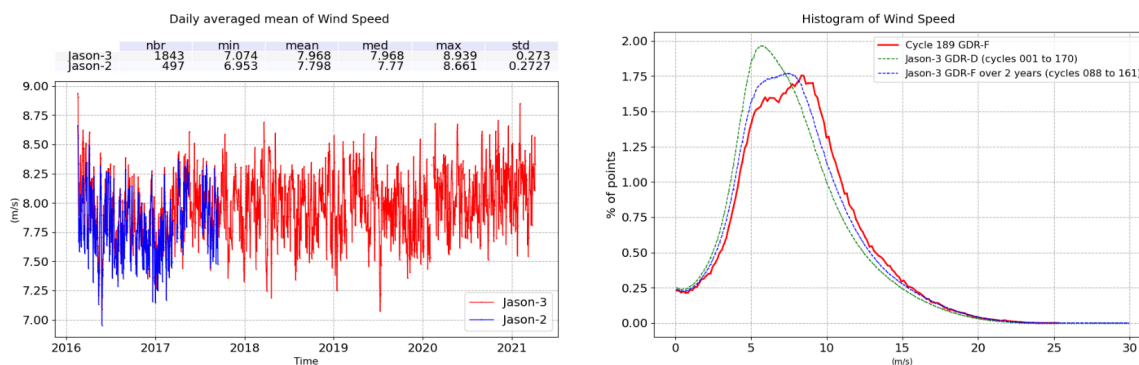 Daily averaged mean of Wind Speed
nbr min mean med max std
Jason-3 1843 7.074 7.968 7.968 8.939 0.273
Jason-2 497 6.953 7.798 7.77 8.661 0.2727
9.00
8.75
8.50
8.25
8.00
7.75
7.50
7.25
7.00
(m/s)
Jason-3
Jason-2
2016 2017 2018 2019 2020 2021
Time
Histogram of Wind Speed
Cycle 189 GDR-F
Jason-3 GDR-D (cycles 001 to 170)
Jason-3 GDR-F over 2 years (cycles 088 to 161)
2.00
1.75
1.50
1.25
1.00
0.75
0.50
0.25
0.00
% of points
0 5 10 15 20 25 30
(m/s)